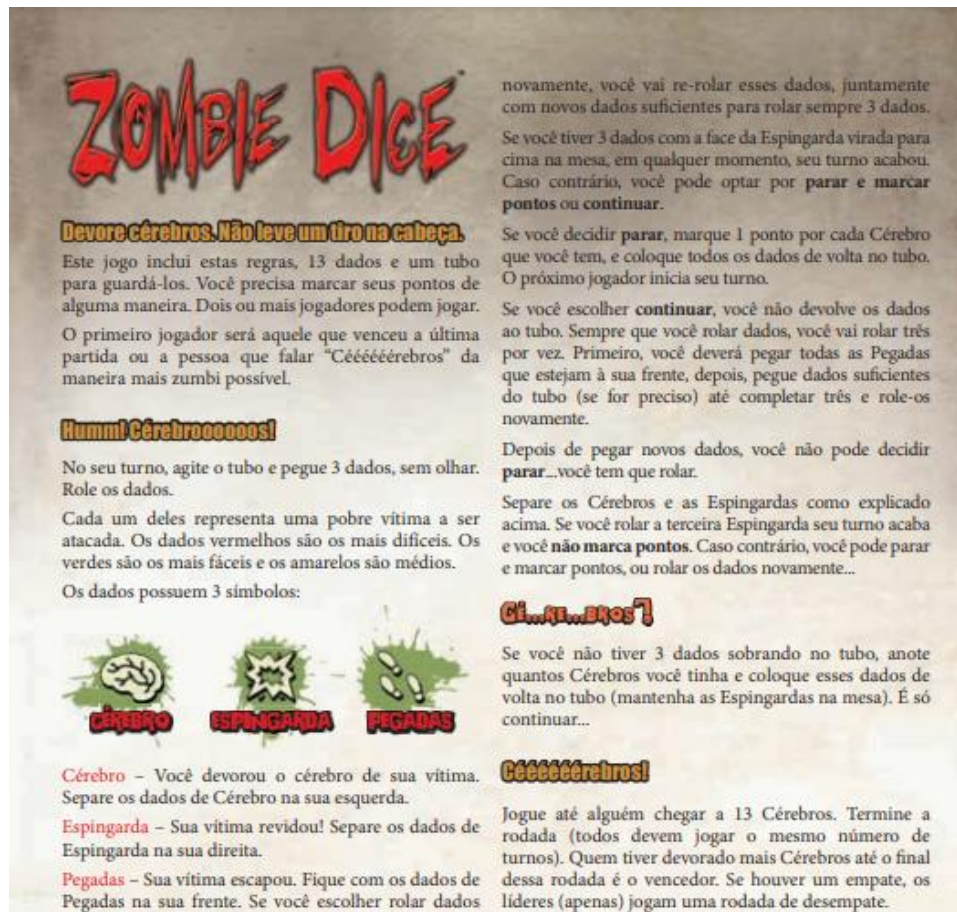 ZOMBIE DICE
Devore cérebros. Não leve um tiro na cabeça.
Este jogo inclui estas regras, 13 dados e um tubo
para guardá-los. Você precisa marcar seus pontos de
alguma maneira. Dois ou mais jogadores podem jogar.
O primeiro jogador será aquele que venceu a última
partida ou a pessoa que falar “Céééééérebros” da
maneira mais zumbi possível.
Humm! Cérebroooooos!
No seu turno, agite o tubo e pegue 3 dados, sem olhar.
Role os dados.
Cada um deles representa uma pobre vítima a ser
atacada. Os dados vermelhos são os mais difíceis. Os
verdes são os mais fáceis e os amarelos são médios.
Os dados possuem 3 símbolos:
CÉREBRO ESPINGARDA PEGADAS
Cérebro – Você devorou o cérebro de sua vítima.
Separe os dados de Cérebro na sua esquerda.
Espingarda – Sua vítima revidou! Separe os dados de
Espingarda na sua direita.
Pegadas – Sua vítima escapou. Fique com os dados de
Pegadas na sua frente. Se você escolher rolar dados
novamente, você vai re-rolar esses dados, juntamente
com novos dados suficientes para rolar sempre 3 dados.
Se você tiver 3 dados com a face da Espingarda virada para
cima na mesa, em qualquer momento, seu turno acabou.
Caso contrário, você pode optar por parar e marcar
pontos ou continuar.
Se você decidir parar, marque 1 ponto por cada Cérebro
que você tem, e coloque todos os dados de volta no tubo.
O próximo jogador inicia seu turno.
Se você escolher continuar, você não devolve os dados
ao tubo. Sempre que você rolar dados, você vai rolar três
por vez. Primeiro, você deverá pegar todas as Pegadas
que estejam à sua frente, depois, pegue dados suficientes
do tubo (se for preciso) até completar três e role-os
novamente.
Depois de pegar novos dados, você não pode decidir
parar...você tem que rolar.
Separe os Cérebros e as Espingardas como explicado
acima. Se você rolar a terceira Espingarda seu turno acaba
e você não marca pontos. Caso contrário, você pode parar
e marcar pontos, ou rolar os dados novamente...
CÉ...RE...BROS?
Se você não tiver 3 dados sobrando no tubo, anote
quantos Cérebros você tinha e coloque esses dados de
volta no tubo (mantenha as Espingardas na mesa). É só
continuar...
Céééééérebros!
Jogue até alguém chegar a 13 Cérebros. Termine a
rodada (todos devem jogar o mesmo número de
turnos). Quem tiver devorado mais Cérebros até o final
dessa rodada é o vencedor. Se houver um empate, os
líderes (apenas) jogam uma rodada de desempate.